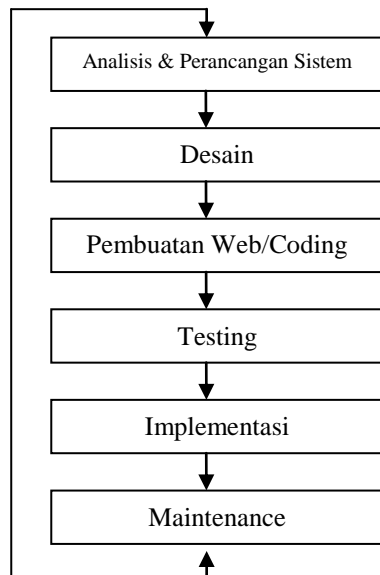 Analisis & Perancangan Sistem
Desain
Pembuatan Web/Coding
Testing
Implementasi
Maintenance